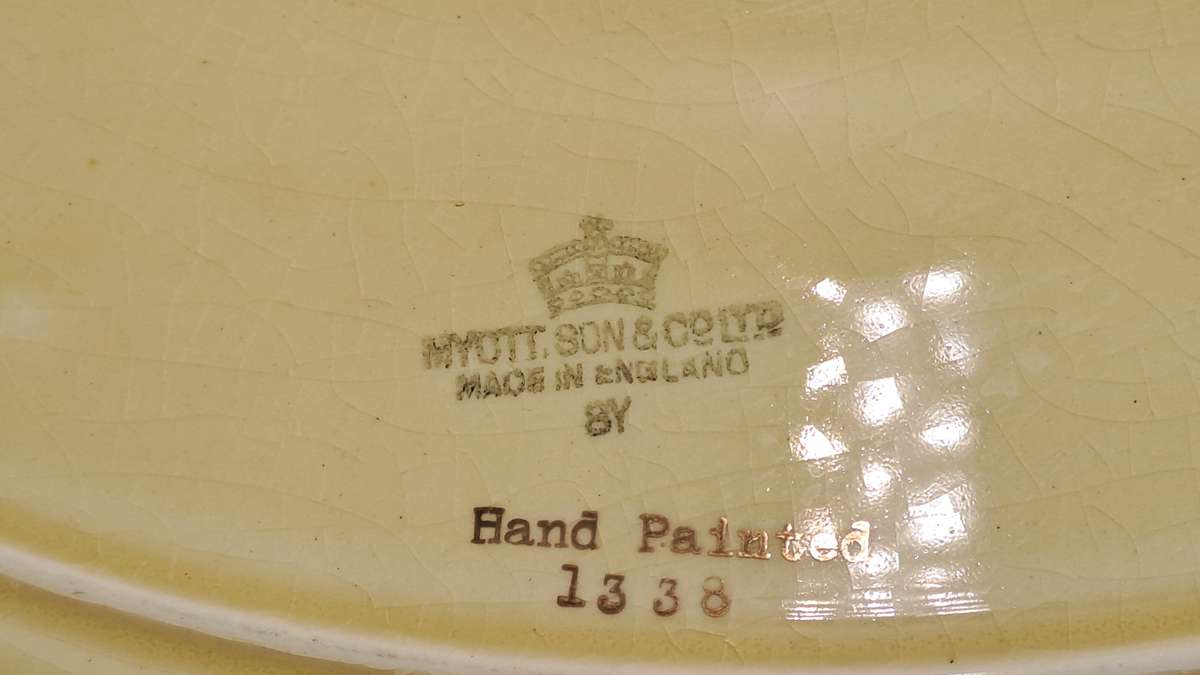 MYOTT, SON & Co LTD
MADE IN ENGLAND
8Y
Hand Painted
1338